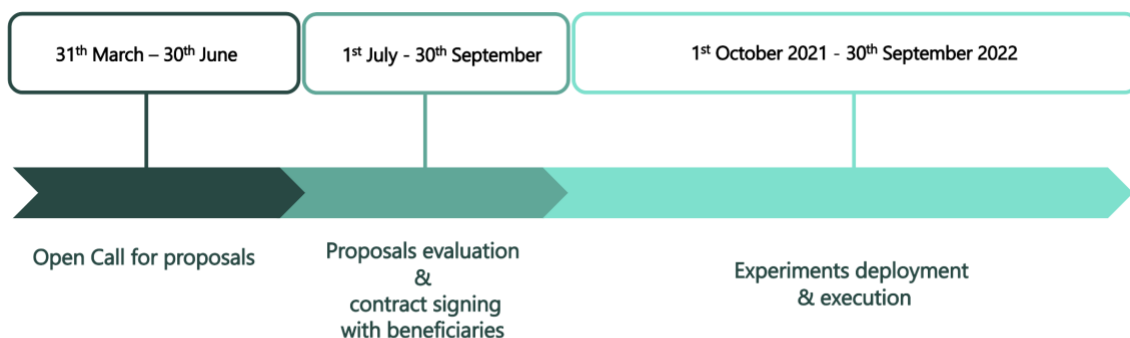 31th March – 30th June
1st July - 30th September
1st October 2021 - 30th September 2022
Open Call for proposals
Proposals evaluation
&
contract signing
with beneficiaries
Experiments deployment
& execution